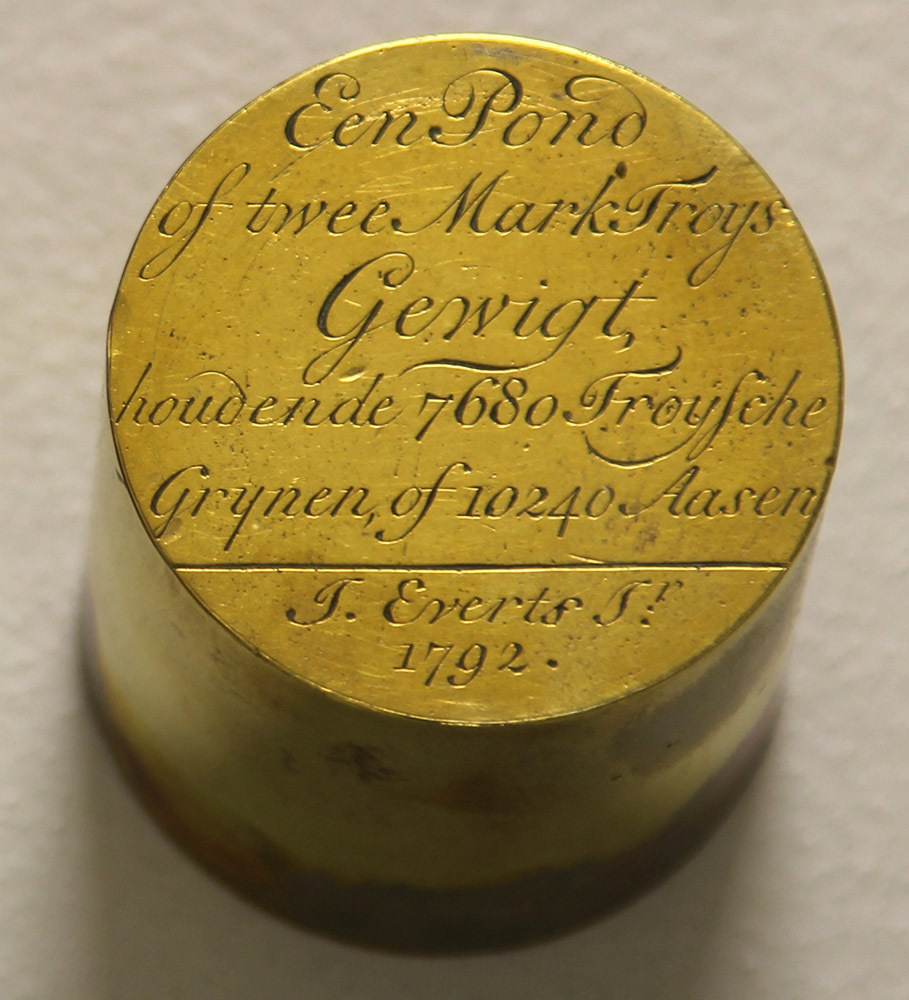 Een Pond
of twee Mark Troys
Gewigt,
houdende 7680 Troyſche
Grynen, of 10240 Aasen
J. Everts Jr
1792.